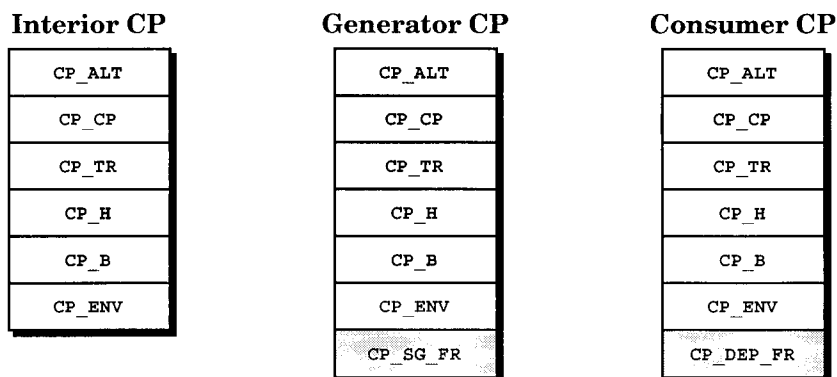 Interior CP Generator CP Consumer CP
CP_ALT CP_ALT CP_ALT
CP_CP CP_CP CP_CP
CP_TR CP_TR CP_TR
CP_H CP_H CP_H
CP_B CP_B CP_B
CP_ENV CP_ENV CP_ENV
CP_SG_FR CP_DEP_FR